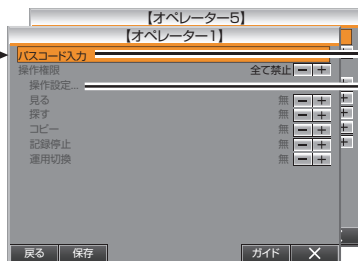 【オペレーター5】
【オペレーター1】
パスコード入力
操作権限 全て禁止 − +
操作設定...
見る 無 − +
探す 無 − +
コピー 無 − +
記録停止 無 − +
運用切換 無 − +
戻る 保存 ガイド X